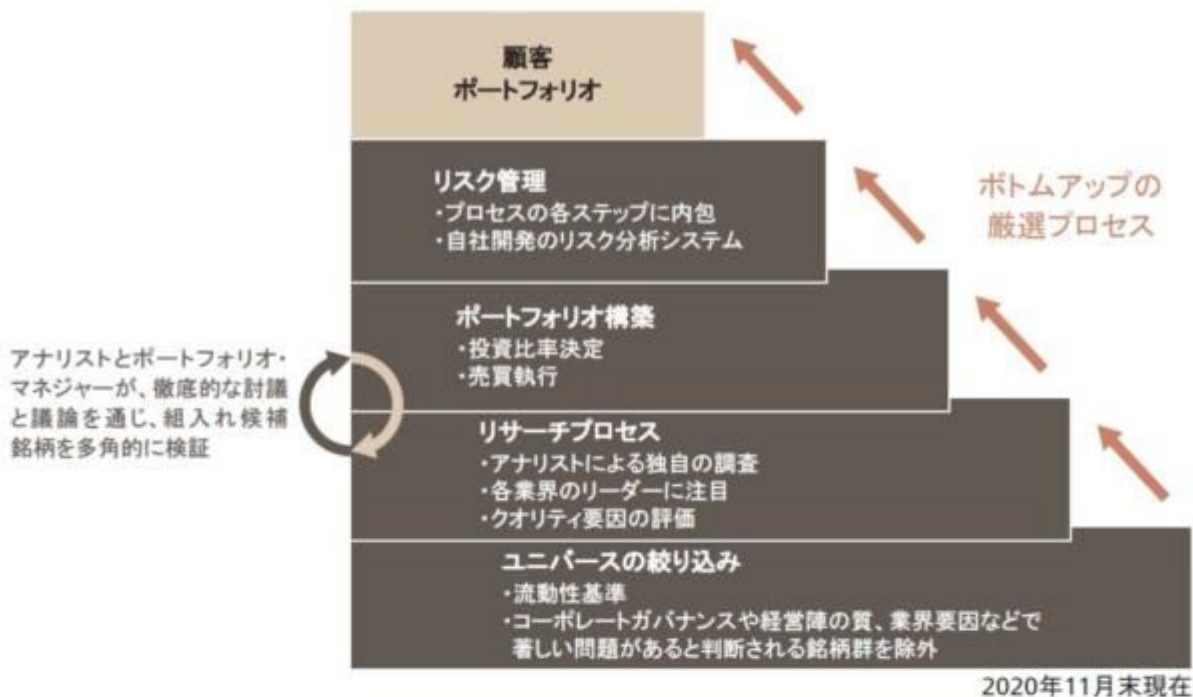 顧客
ポートフォリオ
リスク管理
・プロセスの各ステップに内包
・自社開発のリスク分析システム
ボトムアップの
厳選プロセス
ポートフォリオ構築
・投資比率決定
・売買執行
アナリストとポートフォリオ・
マネジャーが、徹底的な討議
と議論を通じ、組入れ候補
銘柄を多角的に検証
リサーチプロセス
・アナリストによる独自の調査
・各業界のリーダーに注目
・クオリティ要因の評価
ユニバースの絞り込み
・流動性基準
・コーポレートガバナンスや経営陣の質、業界要因などで
著しい問題があると判断される銘柄群を除外
2020年11月末現在